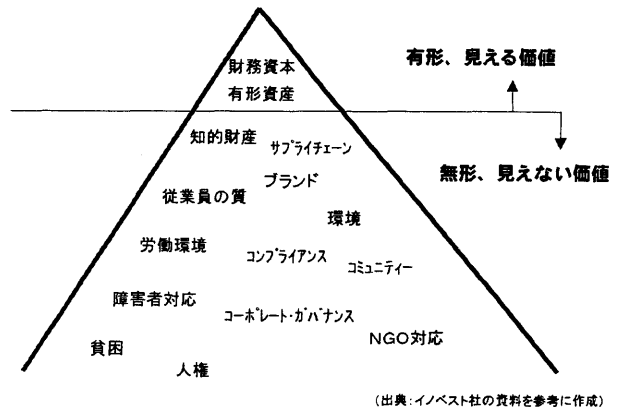 財務資本
有形資産
有形、見える価値
無形、見えない価値
知的財産
サプライチェーン
ブランド
従業員の質
環境
労働環境
コンプライアンス
コミュニティー
障害者対応
コーポレート・ガバナンス
NGO対応
貧困
人権
(出典:イノベスト社の資料を参考に作成)